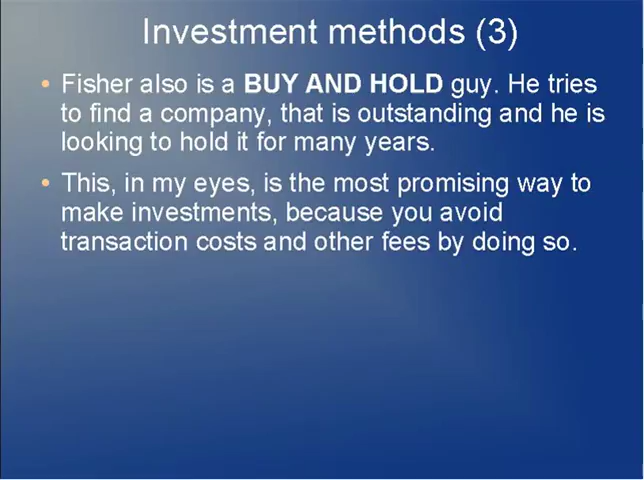 Investment methods (3)
• Fisher also is a BUY AND HOLD guy. He tries
to find a company, that is outstanding and he is
looking to hold it for many years.
• This, in my eyes, is the most promising way to
make investments, because you avoid
transaction costs and other fees by doing so.